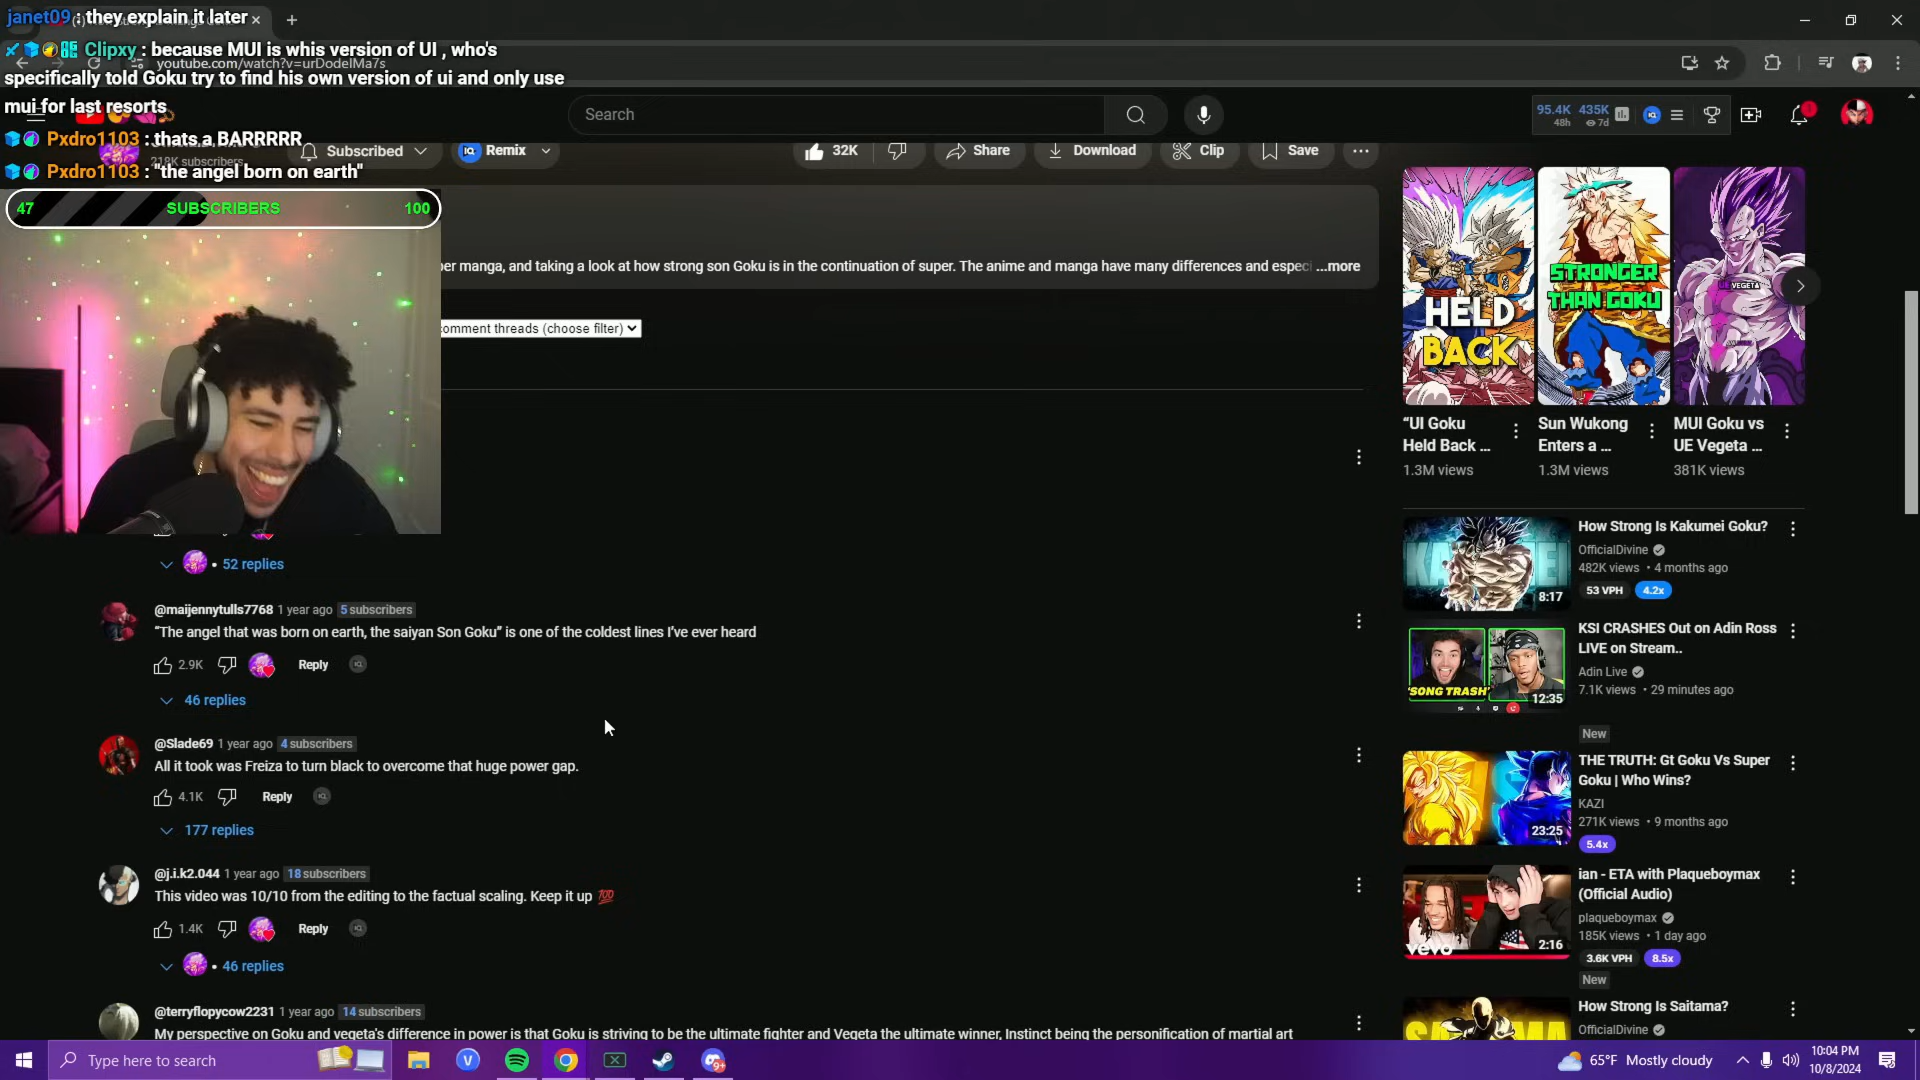 janet09 : they explain it later
Clipxy : because MUI is whis version of UI , who's
youtube.com/watch?v=urDodelMa7s
specifically told Goku try to find his own version of ui and only use
mui for last resorts
Pxdro1103 : thats a BARRRRR
Pxdro1103 : "the angel born on earth"
47 SUBSCRIBERS 100
Search
95.4K 435K
48h 7d
218K subscribers
Subscribed
Remix
32K
Share
Download
Clip
Save
per manga, and taking a look at how strong son Goku is in the continuation of super. The anime and manga have many differences and especi ...more
comment threads (choose filter)
52 replies
@maijennytulls7768 1 year ago 5 subscribers
“The angel that was born on earth, the saiyan Son Goku” is one of the coldest lines I’ve ever heard
2.9K Reply
46 replies
@Slade69 1 year ago 4 subscribers
All it took was Freiza to turn black to overcome that huge power gap.
4.1K Reply
177 replies
@j.i.k2.044 1 year ago 18 subscribers
This video was 10/10 from the editing to the factual scaling. Keep it up 💯
1.4K Reply
46 replies
@terryflopycow2231 1 year ago 14 subscribers
My perspective on Goku and vegeta's difference in power is that Goku is striving to be the ultimate fighter and Vegeta the ultimate winner, Instinct being the personification of martial art
HELD
BACK
STRONGER
THAN GOKU
UE VEGETA
“UI Goku
Held Back ...
1.3M views
Sun Wukong
Enters a ...
1.3M views
MUI Goku vs
UE Vegeta ...
381K views
8:17
How Strong Is Kakumei Goku?
OfficialDivine
482K views • 4 months ago
53 VPH 4.2x
"SONG TRASH"
12:35
KSI CRASHES Out on Adin Ross
LIVE on Stream..
Adin Live
7.1K views • 29 minutes ago
New
23:25
THE TRUTH: Gt Goku Vs Super
Goku | Who Wins?
KAZI
271K views • 9 months ago
5.4x
vevo
2:16
ian - ETA with Plaqueboymax
(Official Audio)
plaqueboymax
185K views • 1 day ago
3.6K VPH 8.5x
New
How Strong Is Saitama?
OfficialDivine
Type here to search
9+
65°F Mostly cloudy
10:04 PM
10/8/2024